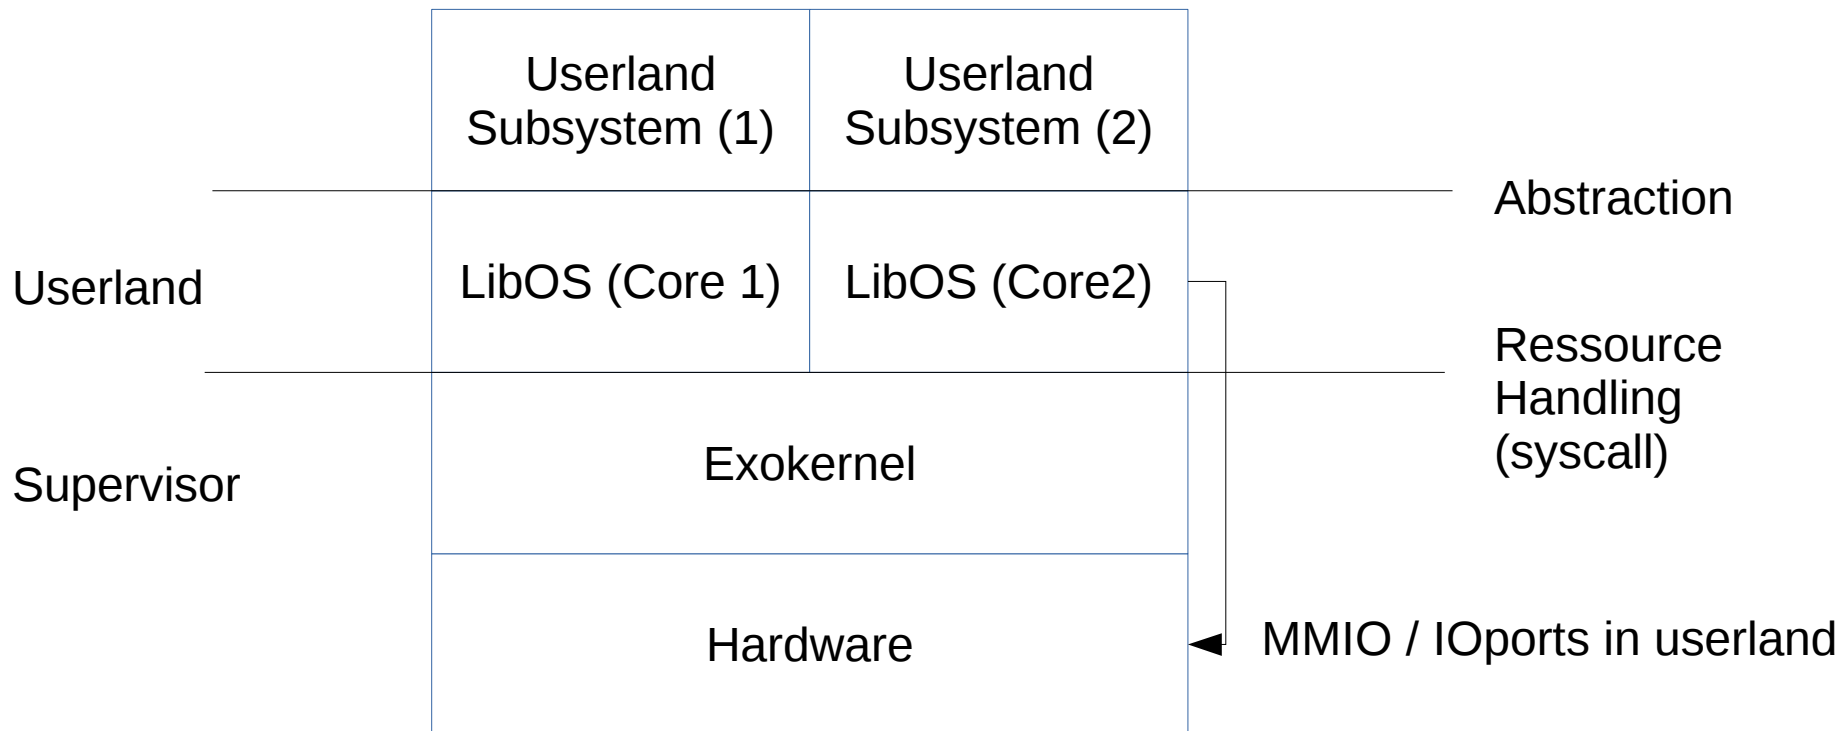 Userland
Subsystem (1)
Userland
Subsystem (2)
Abstraction
Userland
LibOS (Core 1)
LibOS (Core2)
Ressource
Handling
(syscall)
Supervisor
Exokernel
Hardware
MMIO / IOports in userland